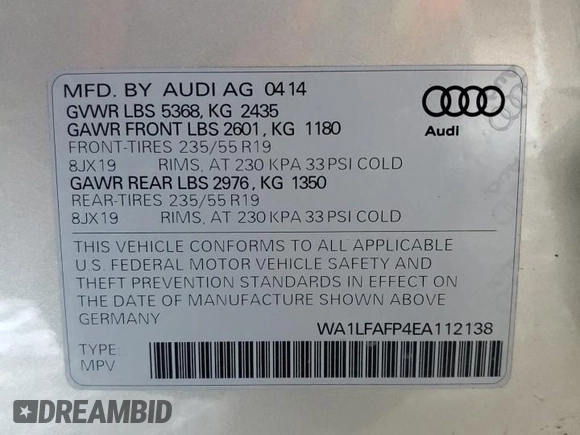 MFD. BY AUDI AG 0414
GVWR LBS 5368, KG 2435
GAWR FRONT LBS 2601, KG 1180
FRONT-TIRES 235/55 R19
8JX19 RIMS, AT 230 KPA 33 PSI COLD
GAWR REAR LBS 2976, KG 1350
REAR-TIRES 235/55 R19
8JX19 RIMS, AT 230 KPA 33 PSI COLD
Audi
THIS VEHICLE CONFORMS TO ALL APPLICABLE
U.S. FEDERAL MOTOR VEHICLE SAFETY AND
THEFT PREVENTION STANDARDS IN EFFECT ON
THE DATE OF MANUFACTURE SHOWN ABOVE
GERMANY
WA1LFAFP4EA112138
TYPE:
MPV
DREAMBID